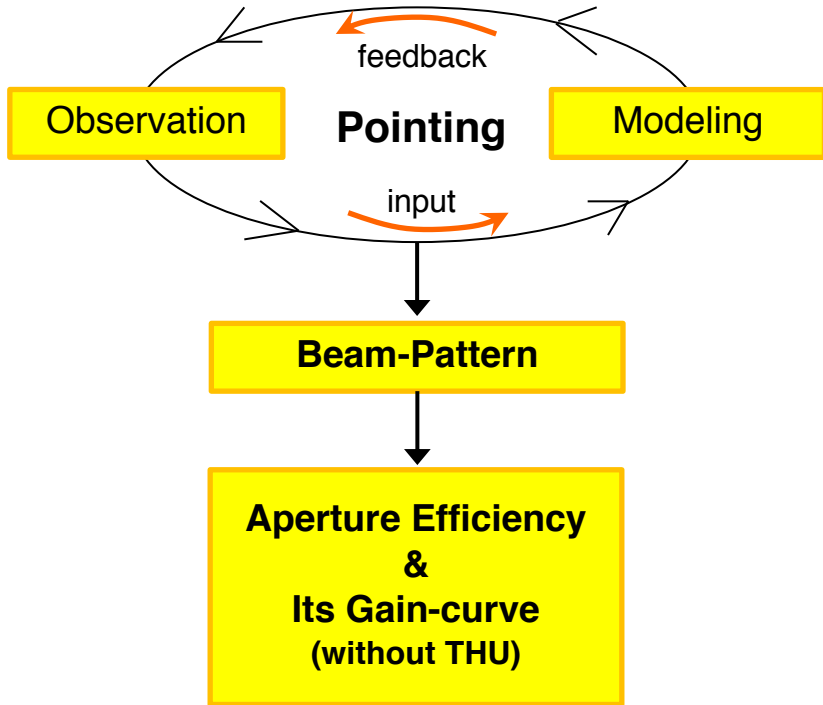 feedback
Observation
Pointing
Modeling
input
Beam-Pattern
Aperture Efficiency
&
Its Gain-curve
(without THU)